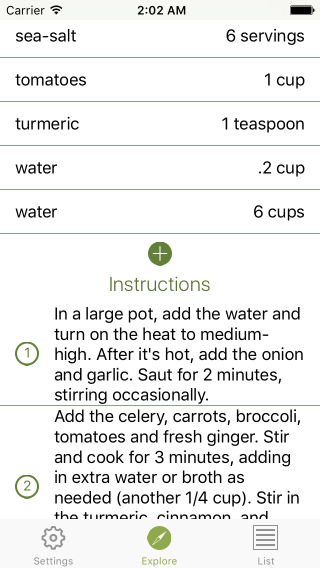 Carrier 2:02 AM
sea-salt 6 servings
tomatoes 1 cup
turmeric 1 teaspoon
water .2 cup
water 6 cups
Instructions
In a large pot, add the water and
turn on the heat to medium-
high. After it's hot, add the onion
1 and garlic. Saut for 2 minutes,
stirring occasionally.
Add the celery, carrots, broccoli,
tomatoes and fresh ginger. Stir
and cook for 3 minutes, adding
2 in extra water or broth as
needed (another 1/4 cup). Stir in
the turmeric, cinnamon, and
Settings Explore List